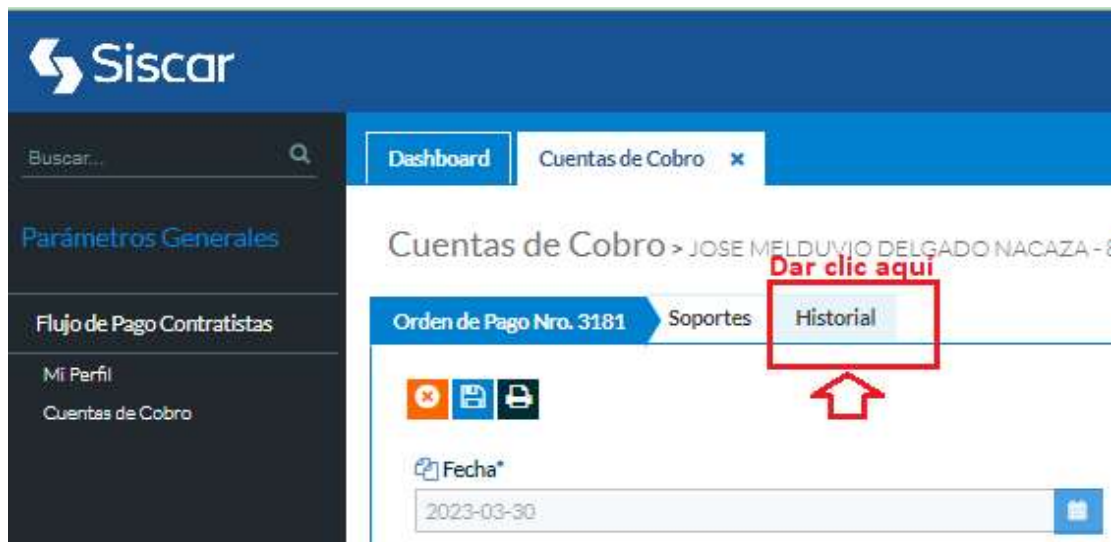 Siscar
Buscar...
Dashboard
Cuentas de Cobro
Parámetros Generales
Cuentas de Cobro > JOSE MELDUVIO DELGADO NACAZA -
Dar clic aquí
Flujo de Pago Contratistas
Orden de Pago Nro. 3181
Soportes
Historial
Mi Perfil
Cuentas de Cobro
Fecha*
2023-03-30